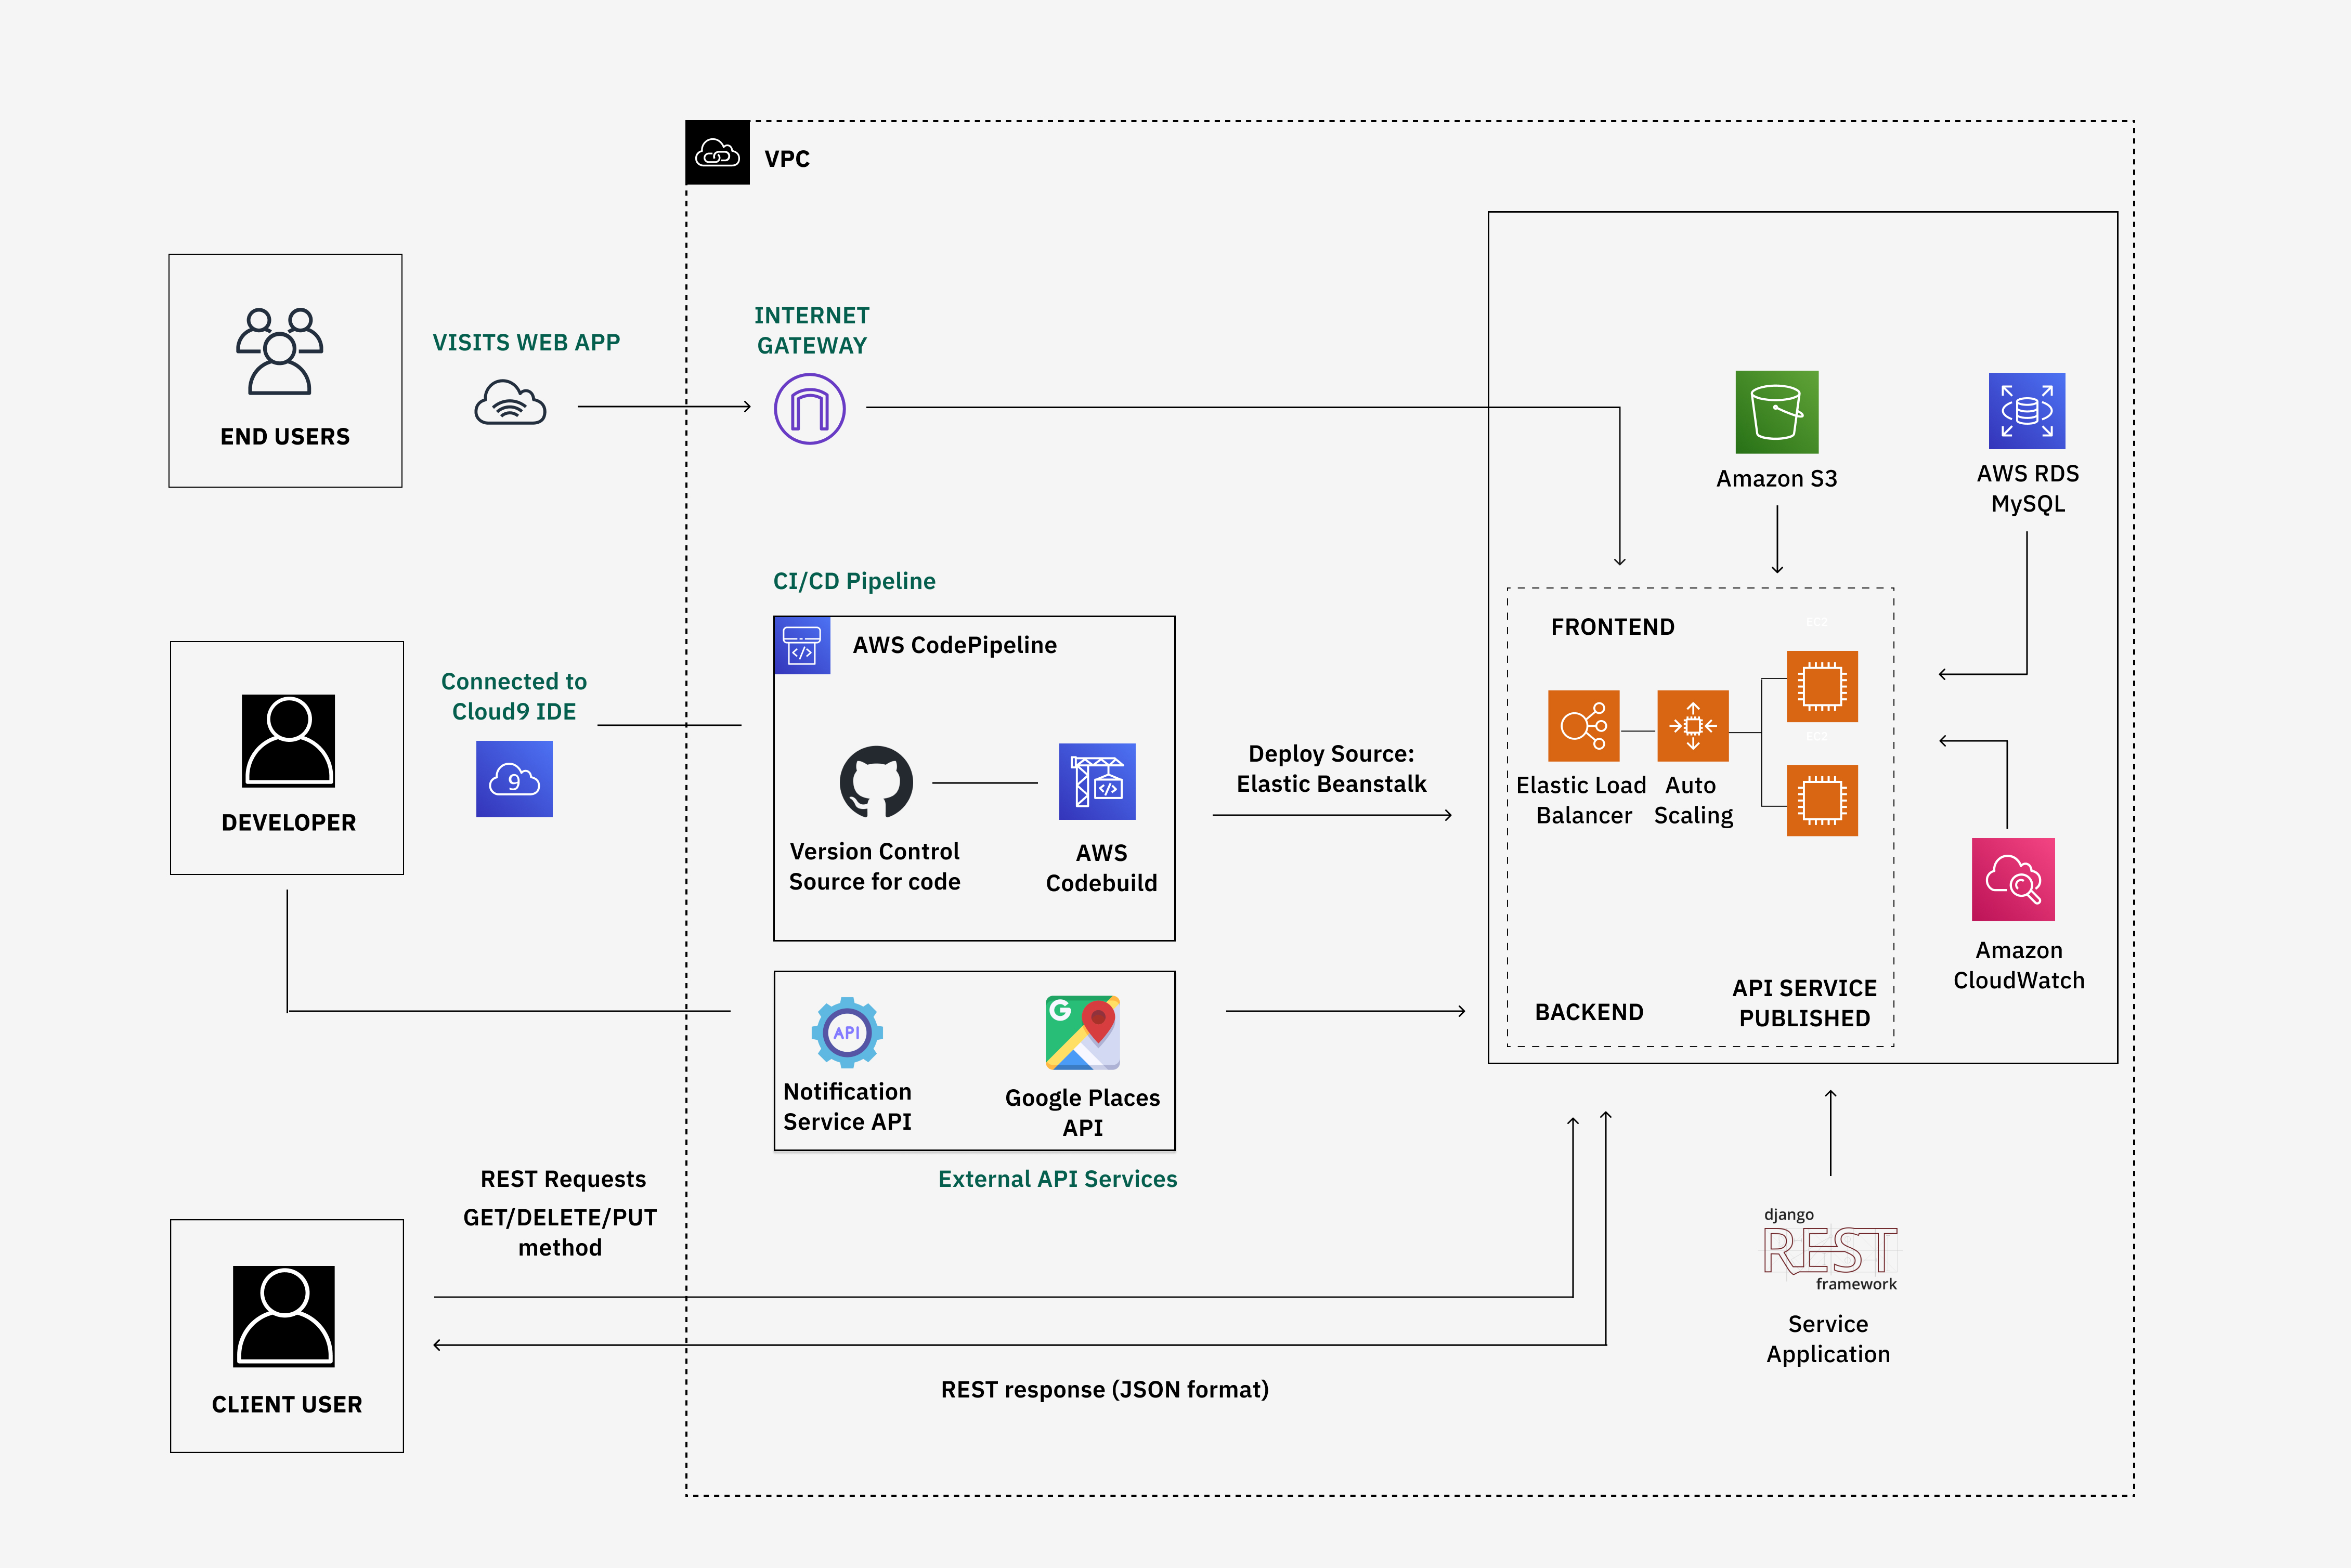 VPC
END USERS
VISITS WEB APP
INTERNET
GATEWAY
Amazon S3
AWS RDS
MySQL
CI/CD Pipeline
AWS CodePipeline
DEVELOPER
Connected to
Cloud9 IDE
9
Version Control
Source for code
AWS
Codebuild
Deploy Source:
Elastic Beanstalk
FRONTEND
EC2
Elastic Load
Balancer
Auto
Scaling
EC2
Amazon
CloudWatch
BACKEND
API SERVICE
PUBLISHED
API
Notification
Service API
G
Google Places
API
External API Services
REST Requests
GET/DELETE/PUT
method
CLIENT USER
REST response (JSON format)
django
REST
framework
Service
Application